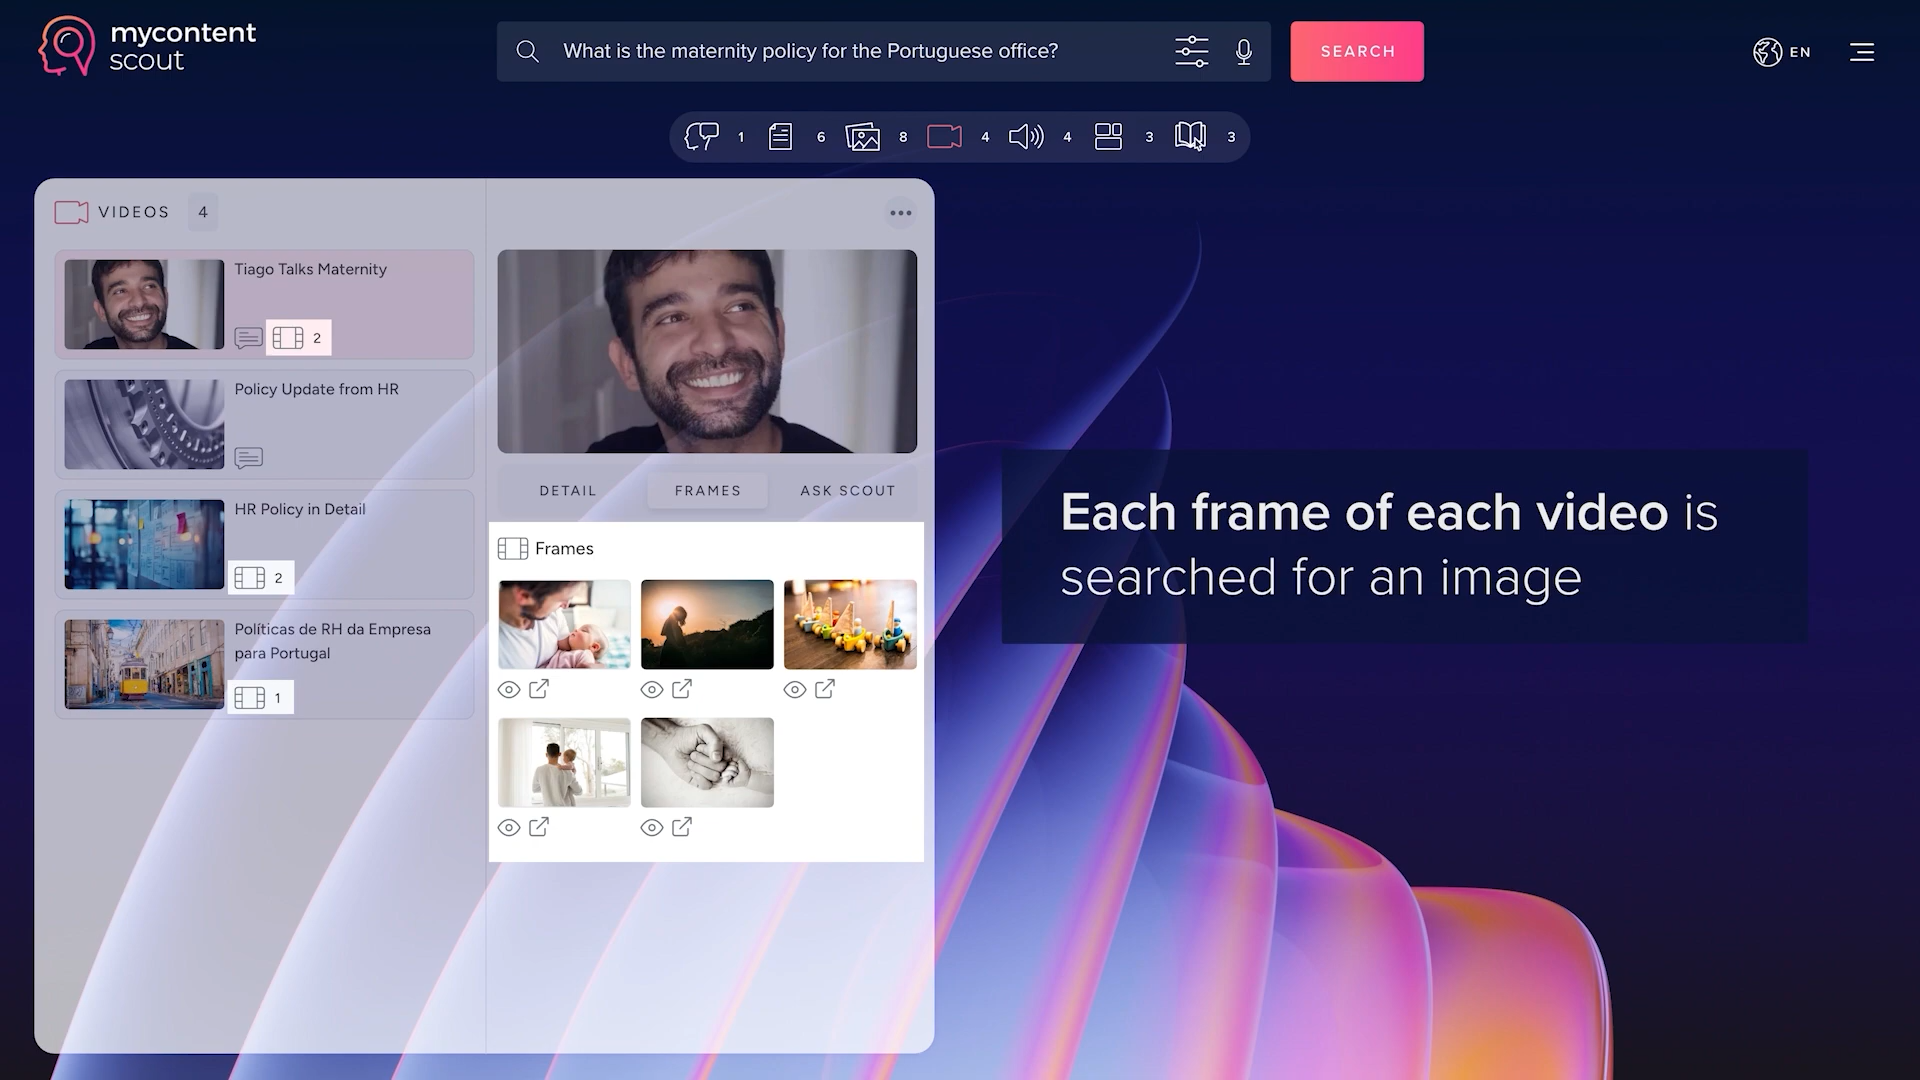 mycontent
scout
What is the maternity policy for the Portuguese office?
SEARCH
EN
1 6 8 4 4 3 3
VIDEOS 4
Tiago Talks Maternity
2
Policy Update from HR
HR Policy in Detail
2
Políticas de RH da Empresa
para Portugal
1
DETAIL FRAMES ASK SCOUT
Frames
Each frame of each video is
searched for an image